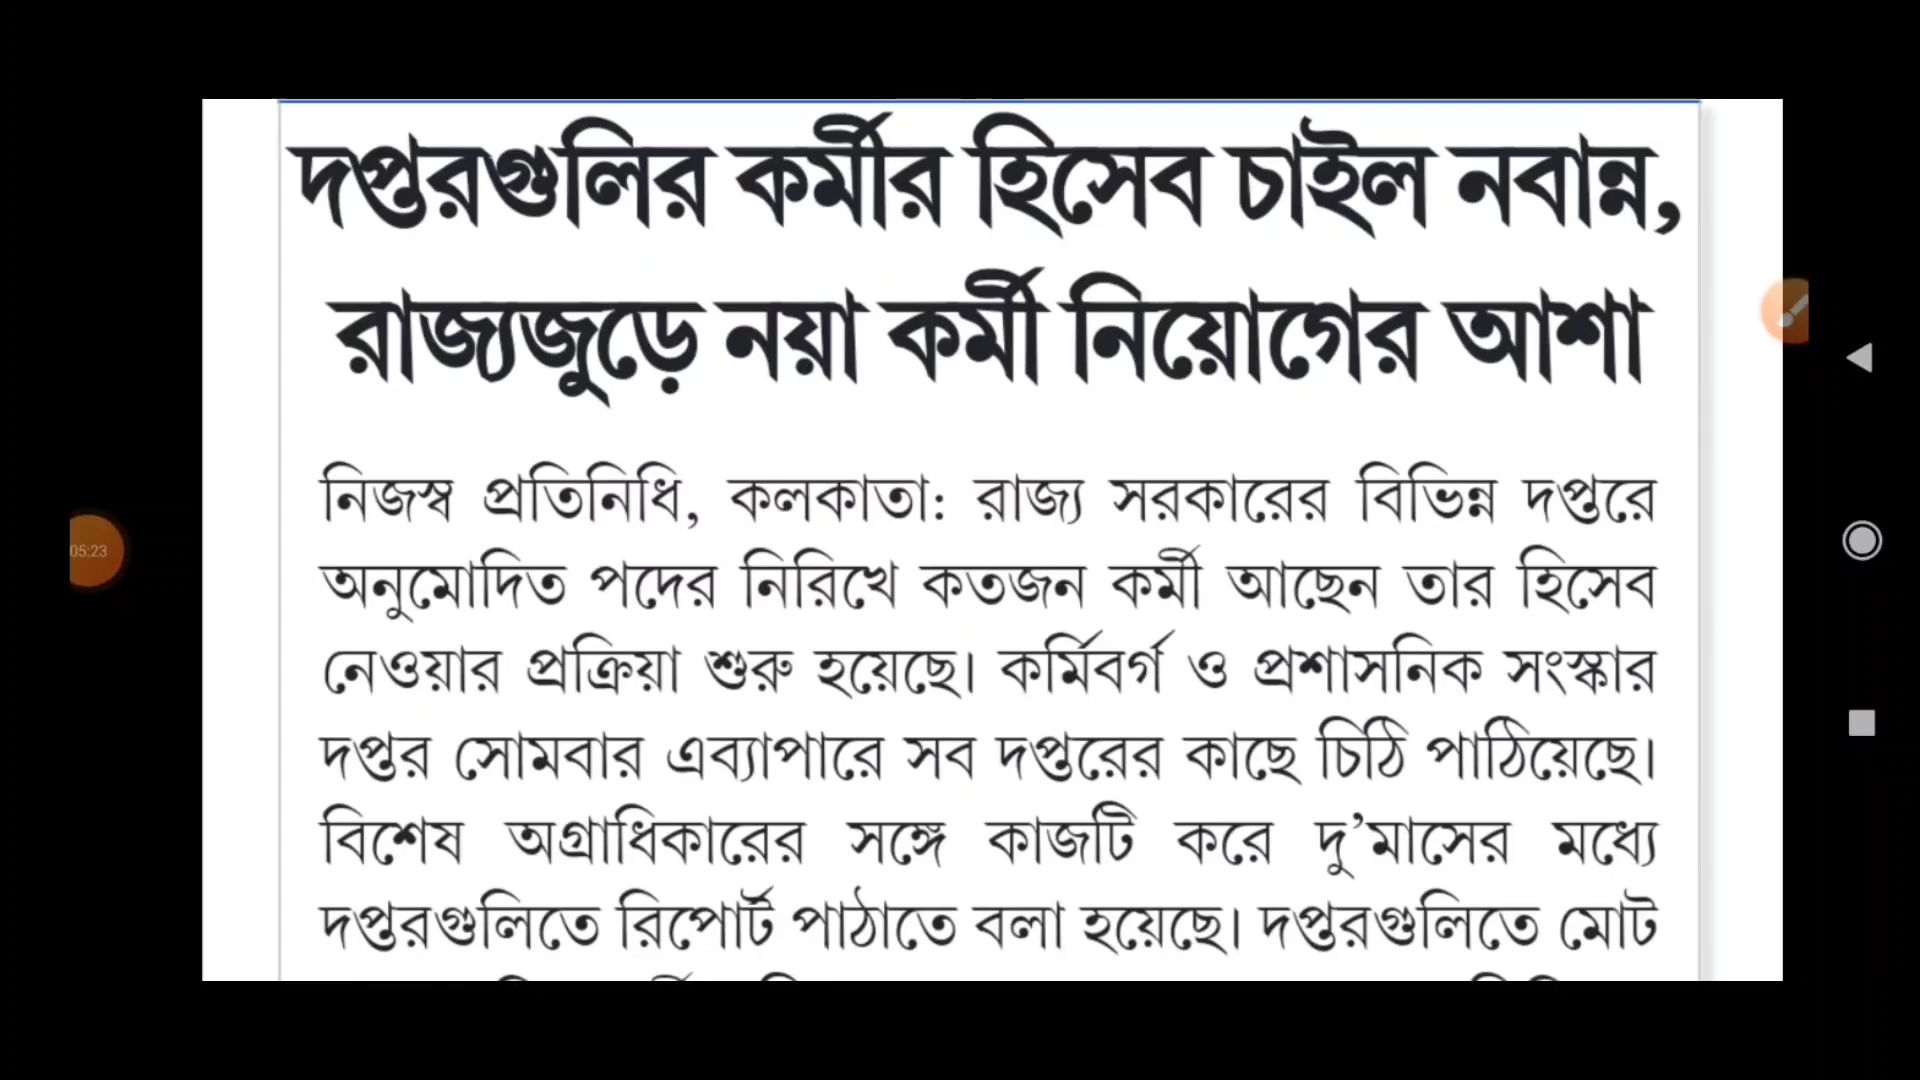 দপ্তরগুলির কর্মীর হিসেব চাইল নবান্ন,
রাজ্যজুড়ে নয়া কর্মী নিয়োগের আশা
নিজস্ব প্রতিনিধি, কলকাতা: রাজ্য সরকারের বিভিন্ন দপ্তরে
অনুমোদিত পদের নিরিখে কতজন কর্মী আছেন তার হিসেব
নেওয়ার প্রক্রিয়া শুরু হয়েছে। কর্মিবর্গ ও প্রশাসনিক সংস্কার
05:23
দপ্তর সোমবার এব্যাপারে সব দপ্তরের কাছে চিঠি পাঠিয়েছে।
বিশেষ অগ্রাধিকারের সঙ্গে কাজটি করে দু’মাসের মধ্যে
দপ্তরগুলিতে রিপোর্ট পাঠাতে বলা হয়েছে। দপ্তরগুলিতে মোট